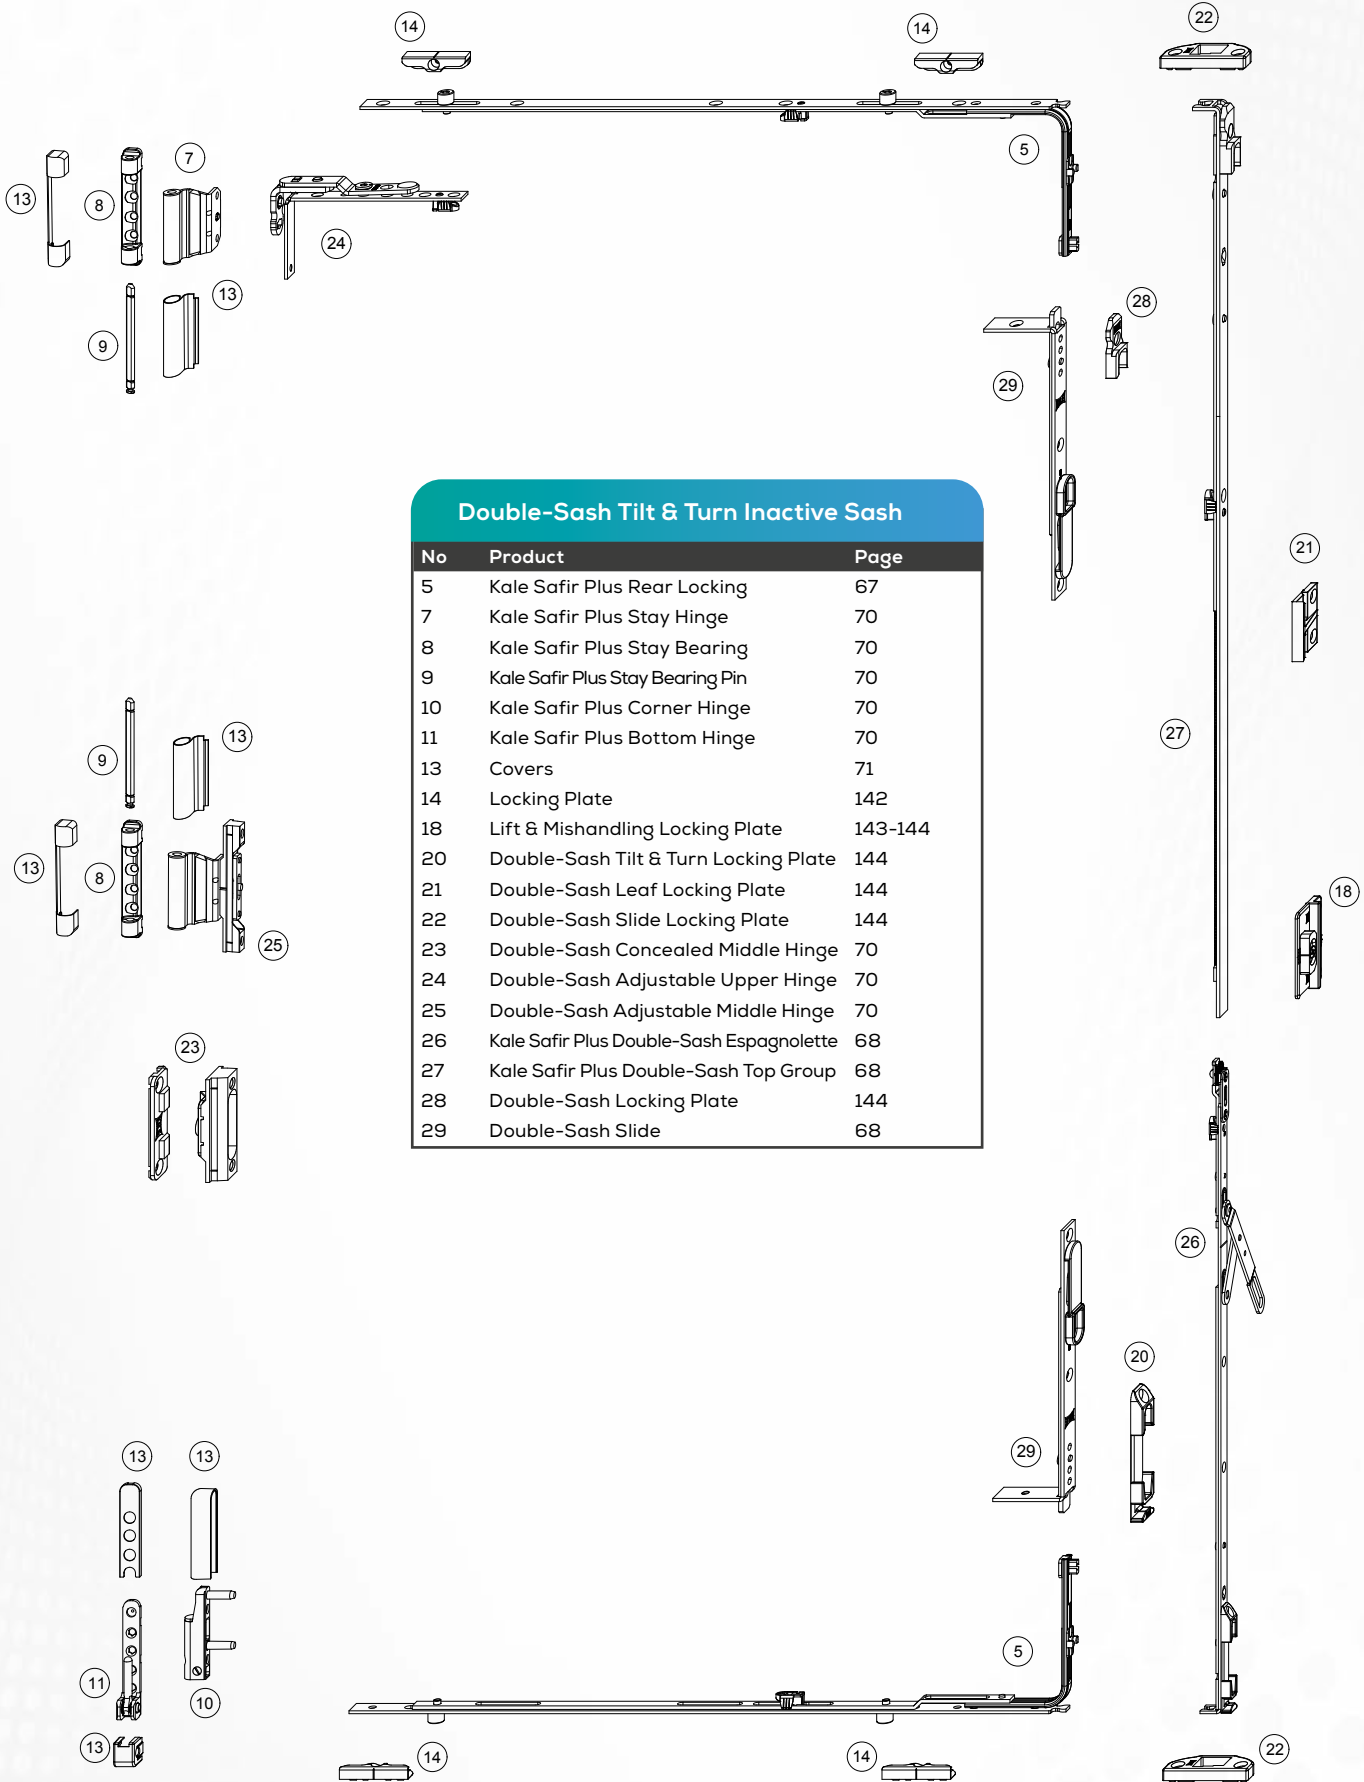 14
14
22
13
8
7
5
24
13
9
28
29
Double-Sash Tilt & Turn Inactive Sash
No Product Page
5 Kale Safir Plus Rear Locking 67
7 Kale Safir Plus Stay Hinge 70
8 Kale Safir Plus Stay Bearing 70
9 Kale Safir Plus Stay Bearing Pin 70
10 Kale Safir Plus Corner Hinge 70
11 Kale Safir Plus Bottom Hinge 70
13 Covers 71
14 Locking Plate 142
18 Lift & Mishandling Locking Plate 143-144
20 Double-Sash Tilt & Turn Locking Plate 144
21 Double-Sash Leaf Locking Plate 144
22 Double-Sash Slide Locking Plate 144
23 Double-Sash Concealed Middle Hinge 70
24 Double-Sash Adjustable Upper Hinge 70
25 Double-Sash Adjustable Middle Hinge 70
26 Kale Safir Plus Double-Sash Espagnolette 68
27 Kale Safir Plus Double-Sash Top Group 68
28 Double-Sash Locking Plate 144
29 Double-Sash Slide 68
21
27
9
13
13
8
25
18
23
26
20
29
13
13
11
10
5
13
14
14
22